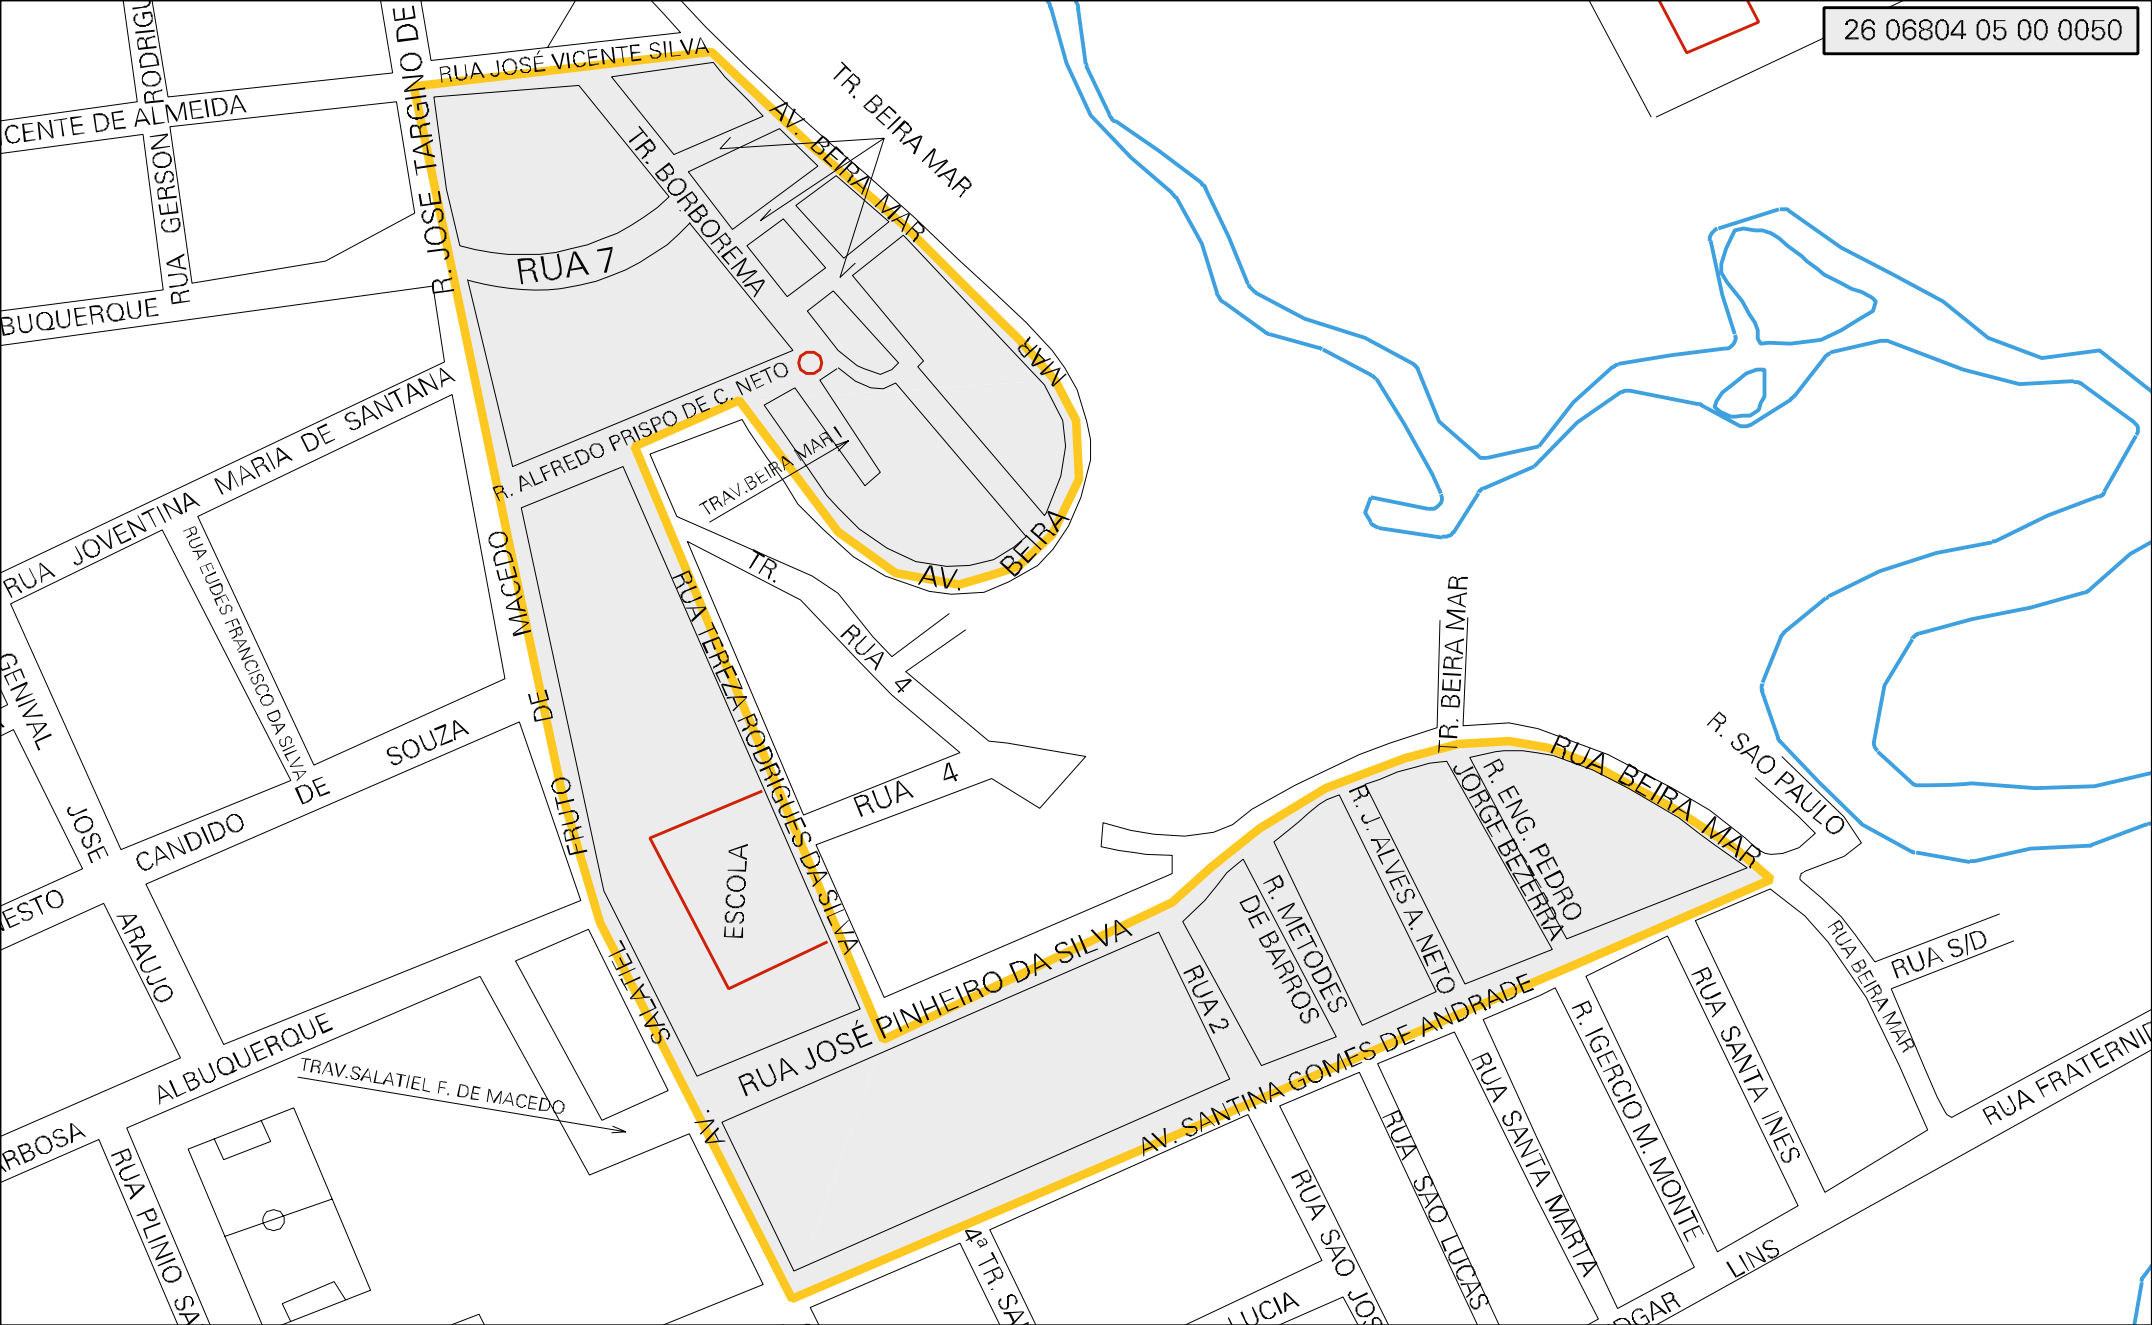 26 06804 05 00 0050
RUA JOSÉ VICENTE SILVA
CENTE DE ALMEIDA
RUA GERSON
R. JOSE TARGINO DE
TR. BEIRA MAR
AV. BEIRA MAR
TR. BORBOREMA
RUA 7
BUQUERQUE
MAR
R. ALFREDO PRISPO DE C. NETO
TRAV.BEIRA MAR I
RUA JOVENTINA MARIA DE SANTANA
RUA EUDES FRANCISCO DA SILVA
AV. BEIRA
MACEDO
DE
FRUTO
SALATIEL
AV.
TR. RUA 4
RUA TEREZA RODRIGUES DA SILVA
RUA 4
GENIVAL
JOSE
ARAUJO
CANDIDO DE SOUZA
ESCOLA
TR. BEIRA MAR
R. SAO PAULO
RUA BEIRA MAR
R. ENG. PEDRO
JORGE BEZERRA
R. J. ALVES A. NETO
R. METODES
DE BARROS
RUA 2
RUA JOSÉ PINHEIRO DA SILVA
AV. SANTINA GOMES DE ANDRADE
RUA BEIRA MAR
RUA S/D
NESTO
ALBUQUERQUE
TRAV.SALATIEL F. DE MACEDO
RBOSA
RUA PLINIO SA
RUA SANTA INES
R. IGERCIO M. MONTE
RUA SANTA MARTA
RUA SAO LUCAS
RUA SAO JOS
4ª TR. SA
LUCIA
DGAR LINS
RUA FRATERNI